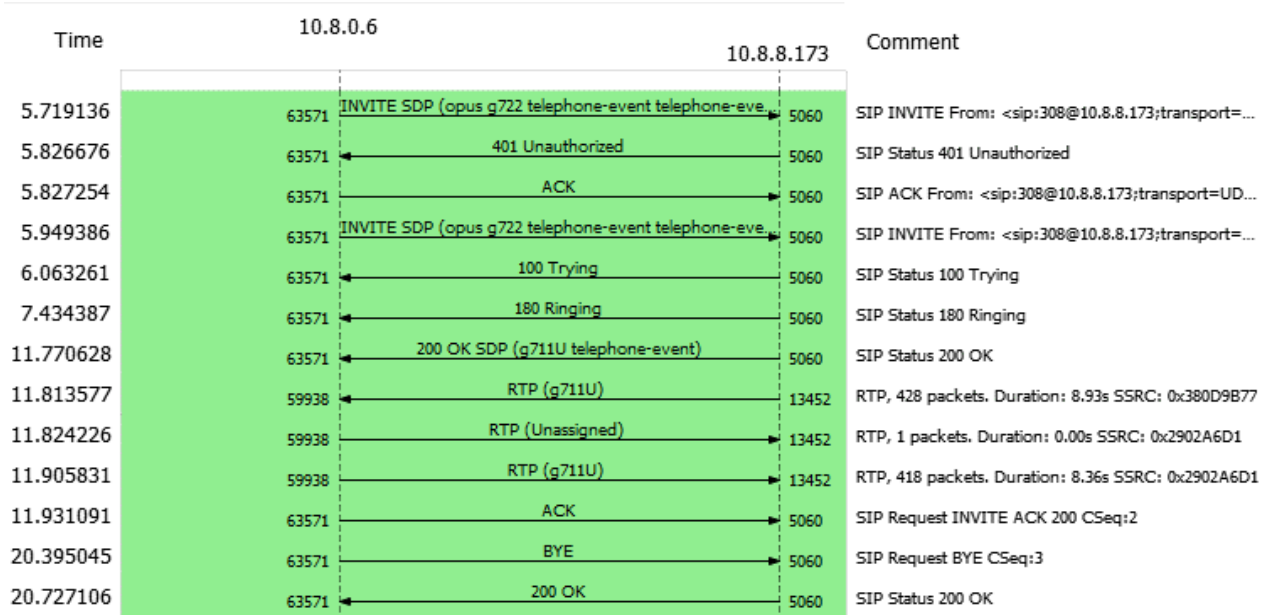 Time 10.8.0.6 10.8.8.173 Comment
5.719136 63571 INVITE SDP (opus g722 telephone-event telephone-eve... 5060 SIP INVITE From: <sip:308@10.8.8.173;transport=...
5.826676 63571 401 Unauthorized 5060 SIP Status 401 Unauthorized
5.827254 63571 ACK 5060 SIP ACK From: <sip:308@10.8.8.173;transport=UD...
5.949386 63571 INVITE SDP (opus g722 telephone-event telephone-eve... 5060 SIP INVITE From: <sip:308@10.8.8.173;transport=...
6.063261 63571 100 Trying 5060 SIP Status 100 Trying
7.434387 63571 180 Ringing 5060 SIP Status 180 Ringing
11.770628 63571 200 OK SDP (g711U telephone-event) 5060 SIP Status 200 OK
11.813577 59938 RTP (g711U) 13452 RTP, 428 packets. Duration: 8.93s SSRC: 0x380D9B77
11.824226 59938 RTP (Unassigned) 13452 RTP, 1 packets. Duration: 0.00s SSRC: 0x2902A6D1
11.905831 59938 RTP (g711U) 13452 RTP, 418 packets. Duration: 8.36s SSRC: 0x2902A6D1
11.931091 63571 ACK 5060 SIP Request INVITE ACK 200 CSeq:2
20.395045 63571 BYE 5060 SIP Request BYE CSeq:3
20.727106 63571 200 OK 5060 SIP Status 200 OK